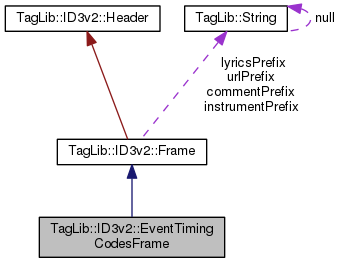 TagLib::ID3v2::Header
TagLib::String
null
lyricsPrefix
urlPrefix
commentPrefix
instrumentPrefix
TagLib::ID3v2::Frame
TagLib::ID3v2::EventTiming
CodesFrame